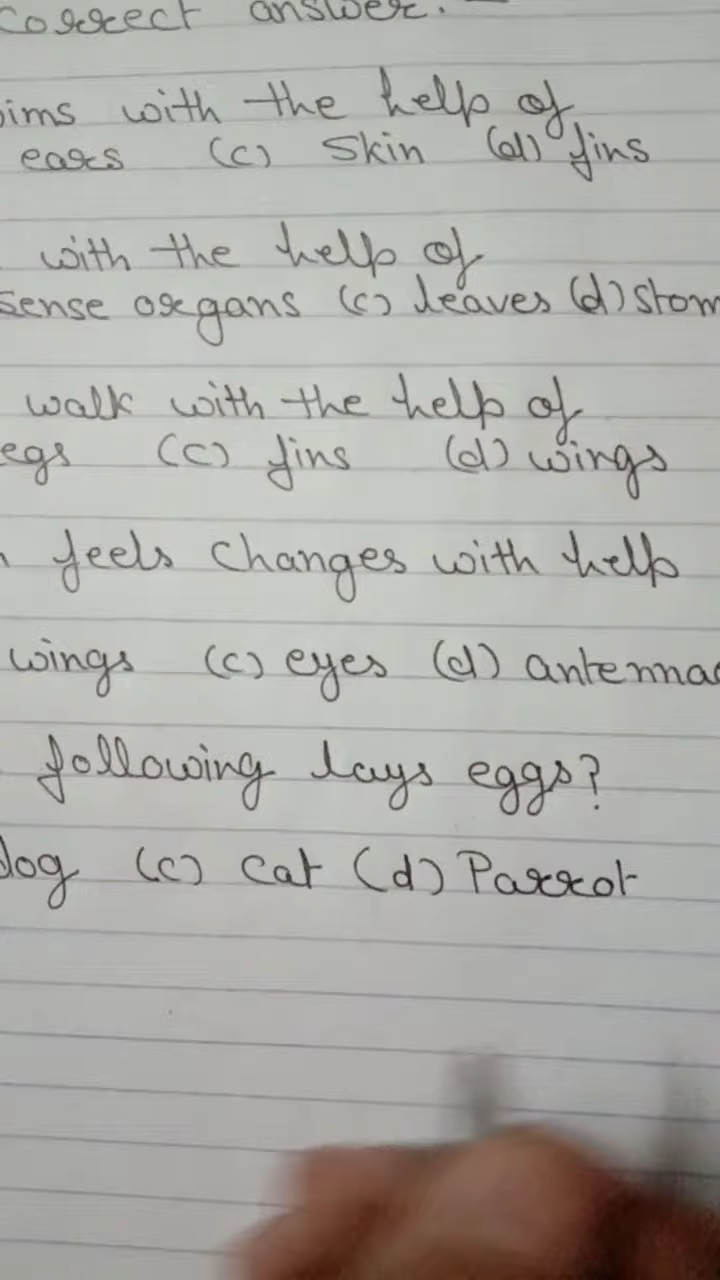 correct answer.
ims with the help of
ears (c) Skin (d) fins
with the help of
sense organs (c) leaves (d) stom
walk with the help of
egs (c) fins (d) wings
feels changes with help
wings (c) eyes (d) antennae
following lays eggs?
dog (c) cat (d) Parrot